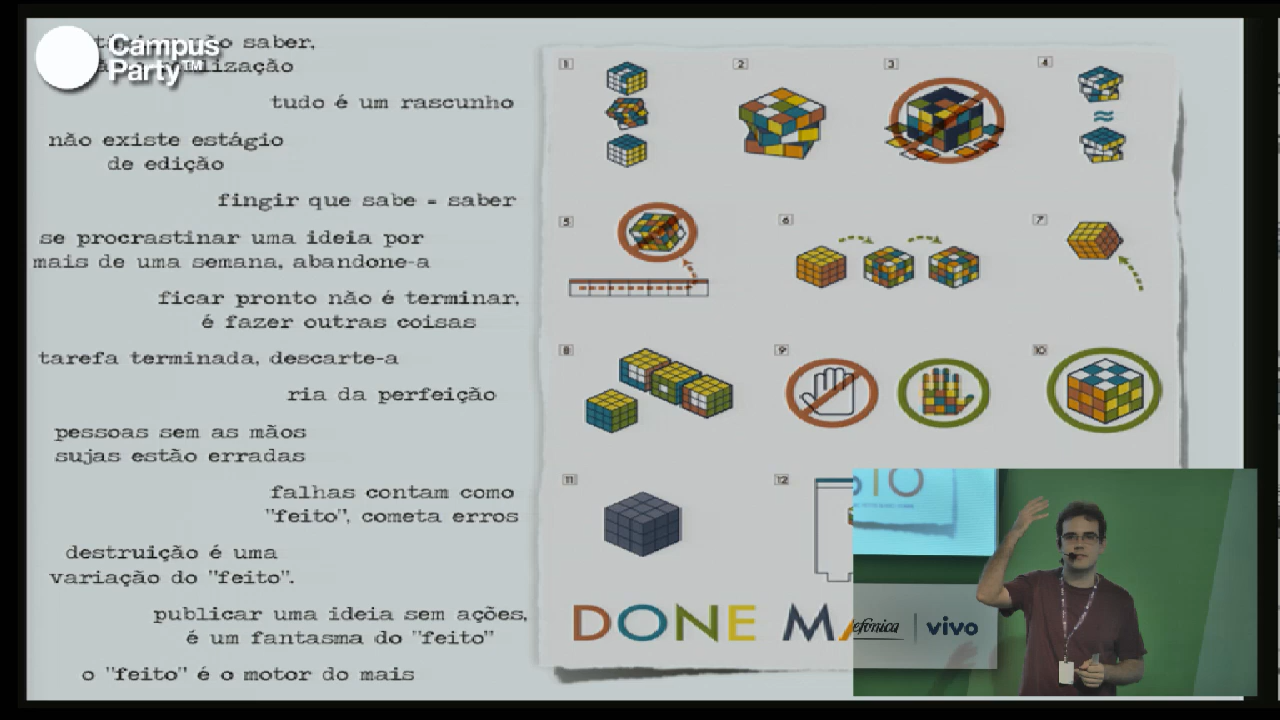 Campus
Party™
não saber,
tudo é um rascunho
não existe estágio
de edição
fingir que sabe = saber
se procrastinar uma ideia por
mais de uma semana, abandone-a
ficar pronto não é terminar,
é fazer outras coisas
tarefa terminada, descarte-a
ria da perfeição
pessoas sem as mãos
sujas estão erradas
falhas contam como
"feito", cometa erros
destruição é uma
variação do "feito".
publicar uma ideia sem ações,
é um fantasma do "feito"
o "feito" é o motor do mais
1
2
3
4
5
6
7
8
9
10
11
12
DONE MA
vivo